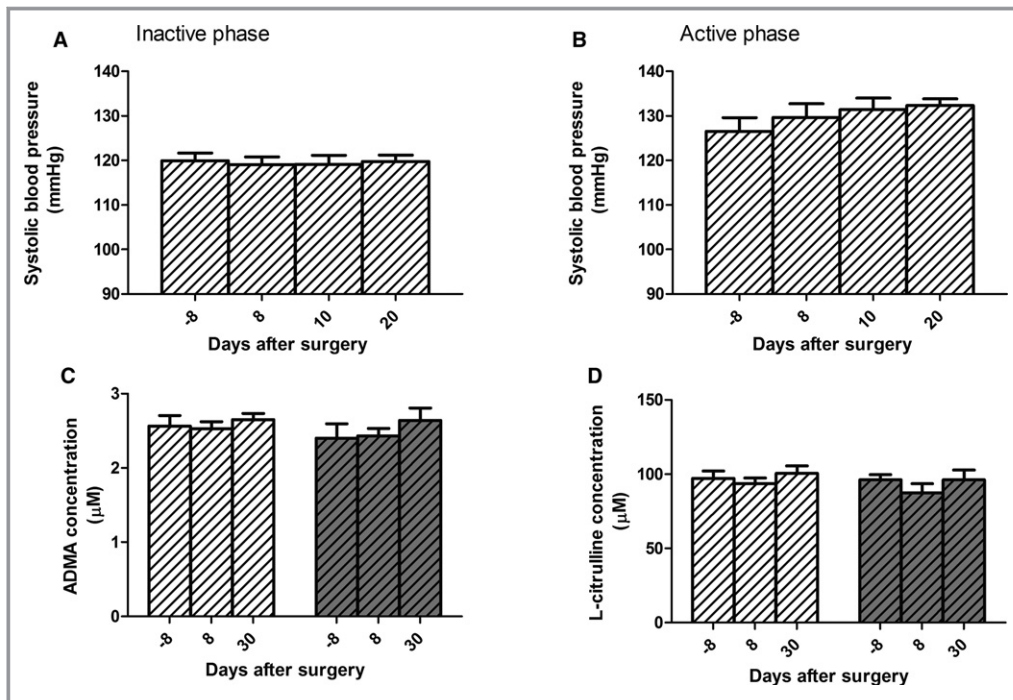 A Inactive phase
Systolic blood pressure
(mmHg)
140
130
120
110
100
90
-8 8 10 20
Days after surgery
B Active phase
Systolic blood pressure
(mmHg)
140
130
120
110
100
90
-8 8 10 20
Days after surgery
C
ADMA concentration
(μM)
3
2
1
0
-8 8 30 -8 8 30
Days after surgery
D
L-citrulline concentration
(μM)
150
100
50
0
-8 8 30 -8 8 30
Days after surgery